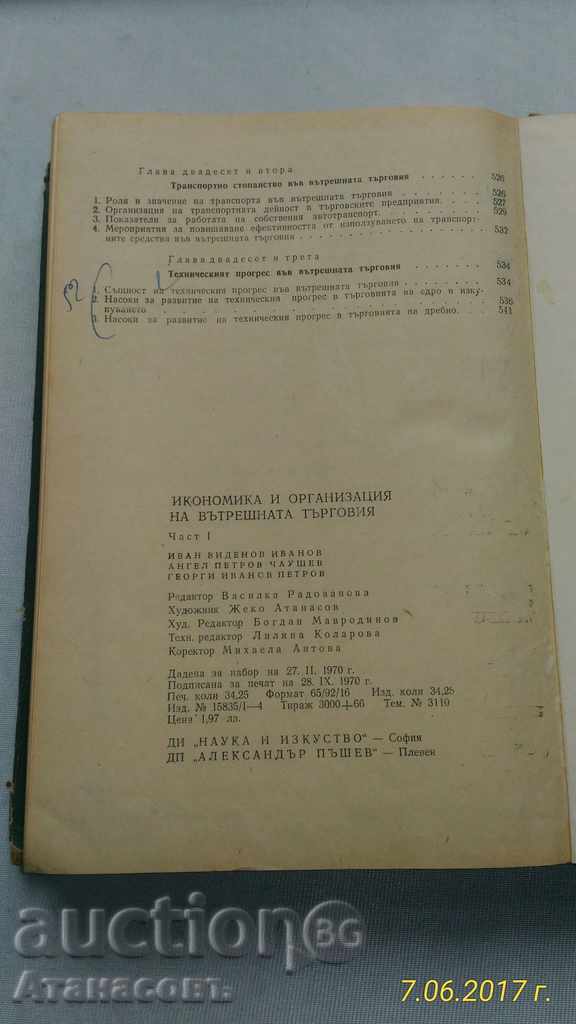 Глава двадесет и втора
Транспортно стопанство във вътрешната търговия . . . . . . 526
1. Роля и значение на транспорта във вътрешната търговия . . . . . . 526
2. Организация на транспортната дейност в търговските предприятия. . . 527
3. Показатели за работата на собствения автотранспорт. . . . . . 529
4. Мероприятия за повишаване ефективността от използуването на транспорт-
ните средства във вътрешната търговия . . . . . . 532
Глава двадесет и трета
Техническият прогрес във вътрешната търговия . . . . . . 534
1. Същност на техническия прогрес във вътрешната търговия . . . . . . 534
2. Насоки за развитие на техническия прогрес в търговията на едро и изку-
пуването . . . . . . 536
3. Насоки за развитие на техническия прогрес в търговията на дребно. . . 541
ИКОНОМИКА И ОРГАНИЗАЦИЯ
НА ВЪТРЕШНАТА ТЪРГОВИЯ
Част I
ИВАН ВИДЕНОВ ИВАНОВ
АНГЕЛ ПЕТРОВ ЧАУШЕВ
ГЕОРГИ ИВАНОВ ПЕТРОВ
Редактор Василка Радованова
Художник Жеко Атанасов
Худ. Редактор Богдан Мавродинов
Техн. редактор Лиляна Коларова
Коректор Михаела Антова
Дадена за набор на 27. II. 1970 г.
Подписана за печат на 28. IX. 1970 г.
Печ. коли 34,25 Формат 65/92/16 Изд. коли 34,25
Изд. № 15835/1—4 Тираж 3000+66 Тем. № 3110
Цена 1,97 лв.
ДИ „НАУКА И ИЗКУСТВО" — София
ДП „АЛЕКСАНДЪР ПЪШЕВ" — Плевен
auctionBG
Атанасовъ
7.06.2017 г.